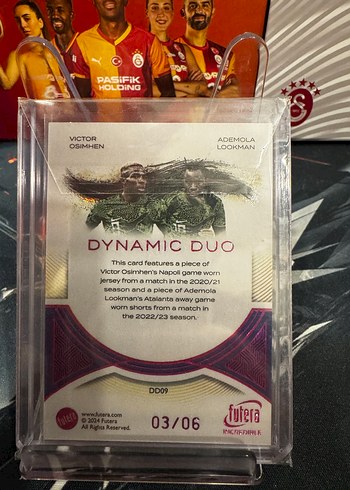 PASIFIK
HOLDING
VICTOR
OSIMHEN
ADEMOLA
LOOKMAN
DYNAMIC DUO
This card features a piece of
Victor Osimhen's Napoli game worn
jersey from a match in the 2020/21
season and a piece of Ademola
Lookman's Atalanta away game
worn shorts from a match in
the 2022/23 season.
DD09
www.futera.com
© 2024 Futera
All Rights Reserved.
03/06
futera